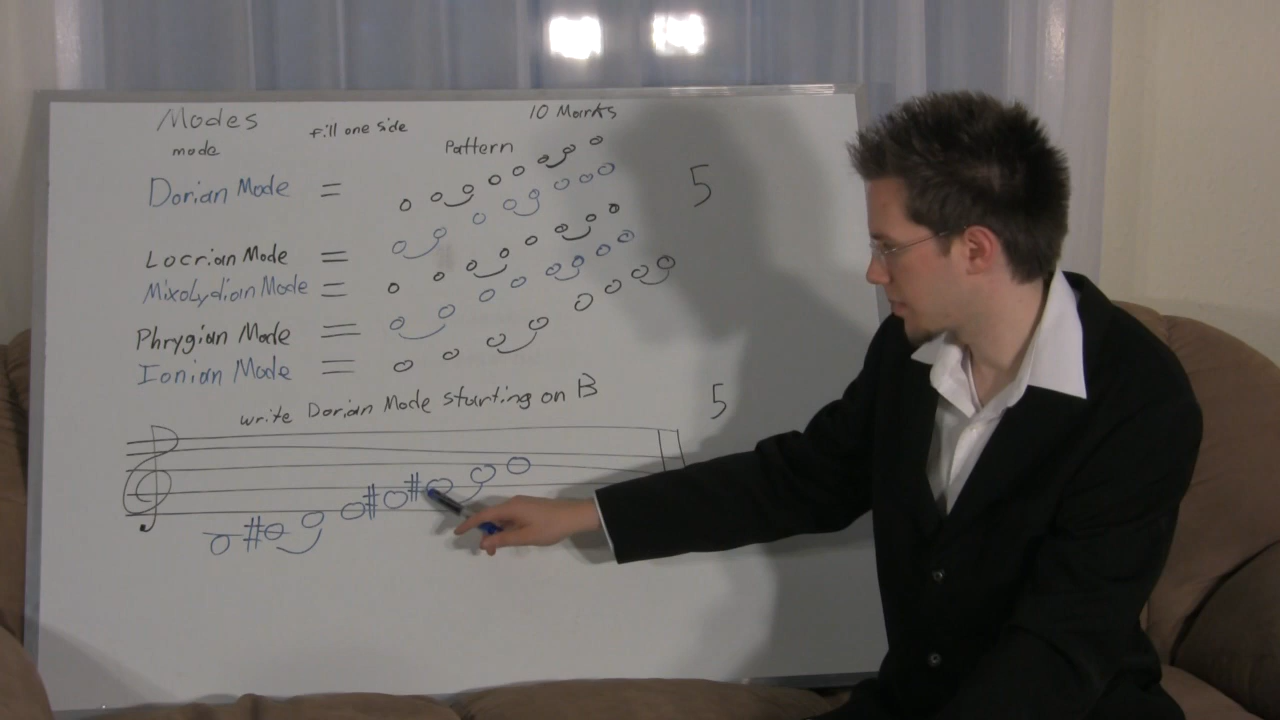 Modes fill one side 10 Marks
mode Pattern
Dorian Mode = 5
Locrian Mode =
Mixolydian Mode =
Phrygian Mode =
Ionian Mode =
write Dorian Mode starting on B 5
# # #